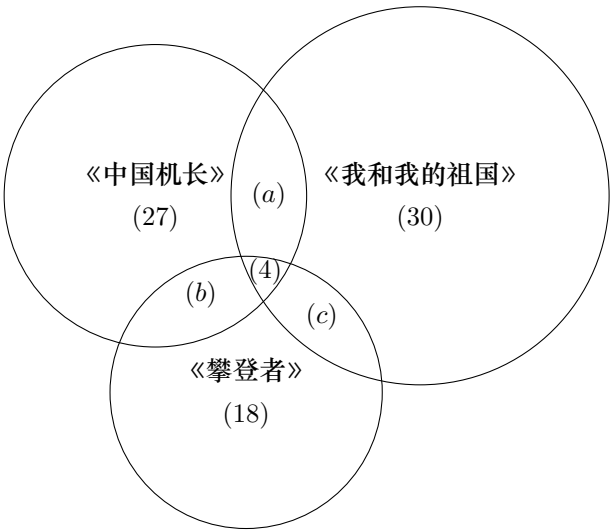 《中国机长》
(27)
《我和我的祖国》
(30)
(a)
(4)
(b)
(c)
《攀登者》
(18)